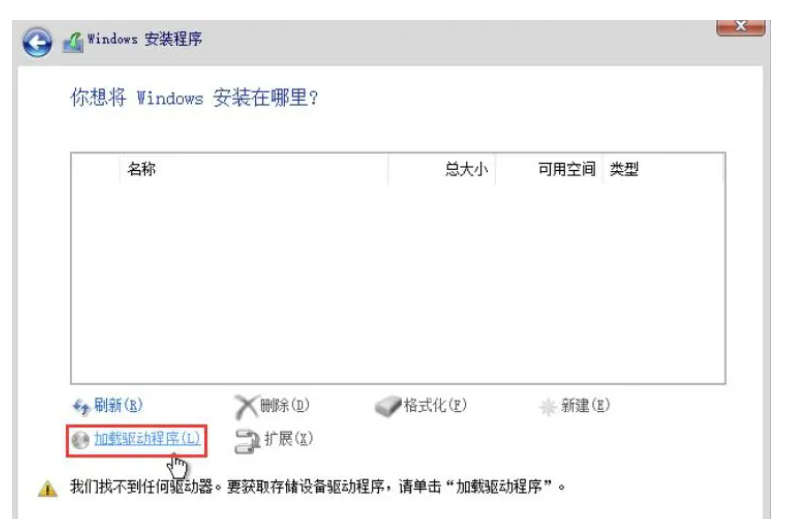 Windows 安装程序
你想将 Windows 安装在哪里?
名称 总大小 可用空间 类型
刷新(R) 删除(D) 格式化(F) 新建(E)
加载驱动程序(L) 扩展(X)
我们找不到任何驱动器。要获取存储设备驱动程序，请单击“加载驱动程序”。